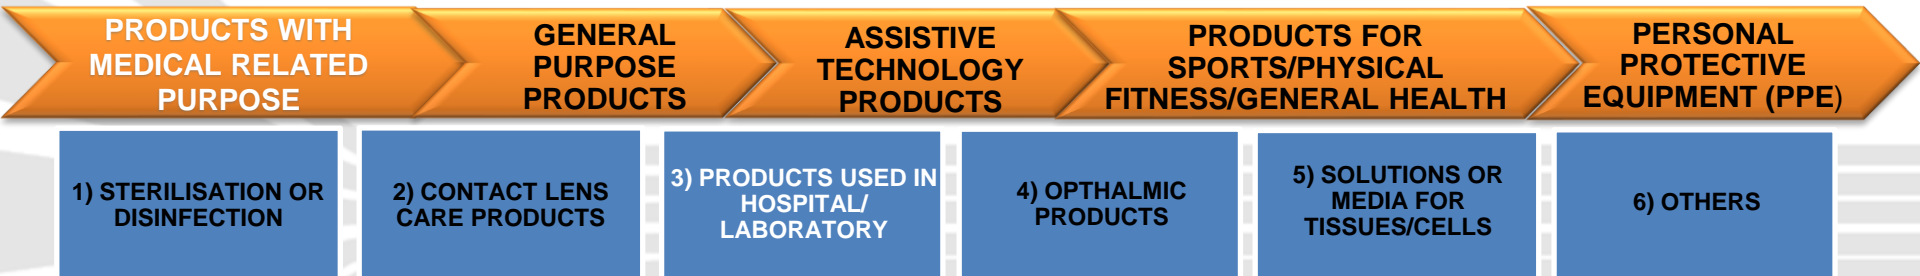 PRODUCTS WITH
MEDICAL RELATED
PURPOSE
GENERAL
PURPOSE
PRODUCTS
ASSISTIVE
TECHNOLOGY
PRODUCTS
PRODUCTS FOR
SPORTS/PHYSICAL
FITNESS/GENERAL HEALTH
PERSONAL
PROTECTIVE
EQUIPMENT (PPE)
1) STERILISATION OR
DISINFECTION
2) CONTACT LENS
CARE PRODUCTS
3) PRODUCTS USED IN
HOSPITAL/
LABORATORY
4) OPTHALMIC
PRODUCTS
5) SOLUTIONS OR
MEDIA FOR
TISSUES/CELLS
6) OTHERS